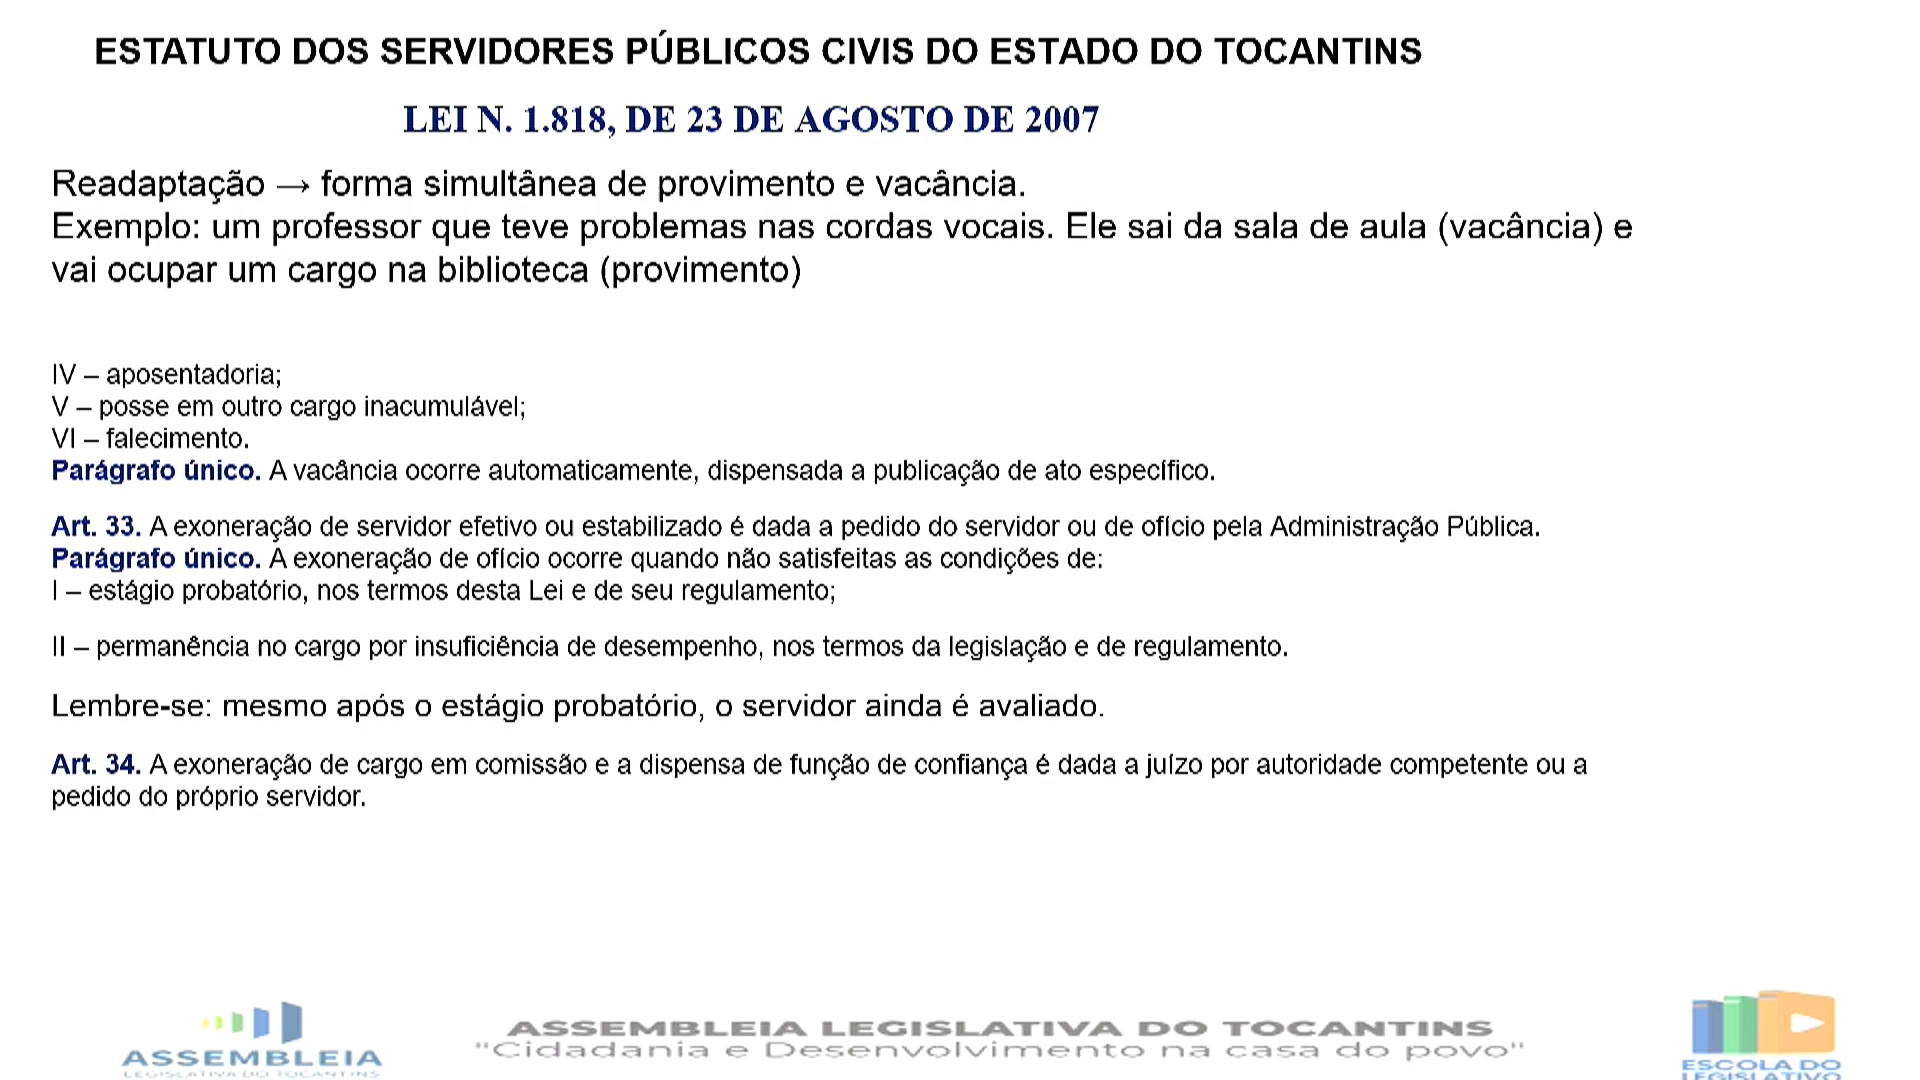 ESTATUTO DOS SERVIDORES PÚBLICOS CIVIS DO ESTADO DO TOCANTINS
LEI N. 1.818, DE 23 DE AGOSTO DE 2007
Readaptação → forma simultânea de provimento e vacância.
Exemplo: um professor que teve problemas nas cordas vocais. Ele sai da sala de aula (vacância) e
vai ocupar um cargo na biblioteca (provimento)
IV – aposentadoria;
V – posse em outro cargo inacumulável;
VI – falecimento.
Parágrafo único. A vacância ocorre automaticamente, dispensada a publicação de ato específico.
Art. 33. A exoneração de servidor efetivo ou estabilizado é dada a pedido do servidor ou de ofício pela Administração Pública.
Parágrafo único. A exoneração de ofício ocorre quando não satisfeitas as condições de:
I – estágio probatório, nos termos desta Lei e de seu regulamento;
II – permanência no cargo por insuficiência de desempenho, nos termos da legislação e de regulamento.
Lembre-se: mesmo após o estágio probatório, o servidor ainda é avaliado.
Art. 34. A exoneração de cargo em comissão e a dispensa de função de confiança é dada a juízo por autoridade competente ou a
pedido do próprio servidor.
ASSEMBLEIA
LEGISLATIVA DO TOCANTINS
ASSEMBLEIA LEGISLATIVA DO TOCANTINS
"Cidadania e Desenvolvimento na casa do povo"
ESCOLA DO
LEGISLATIVO